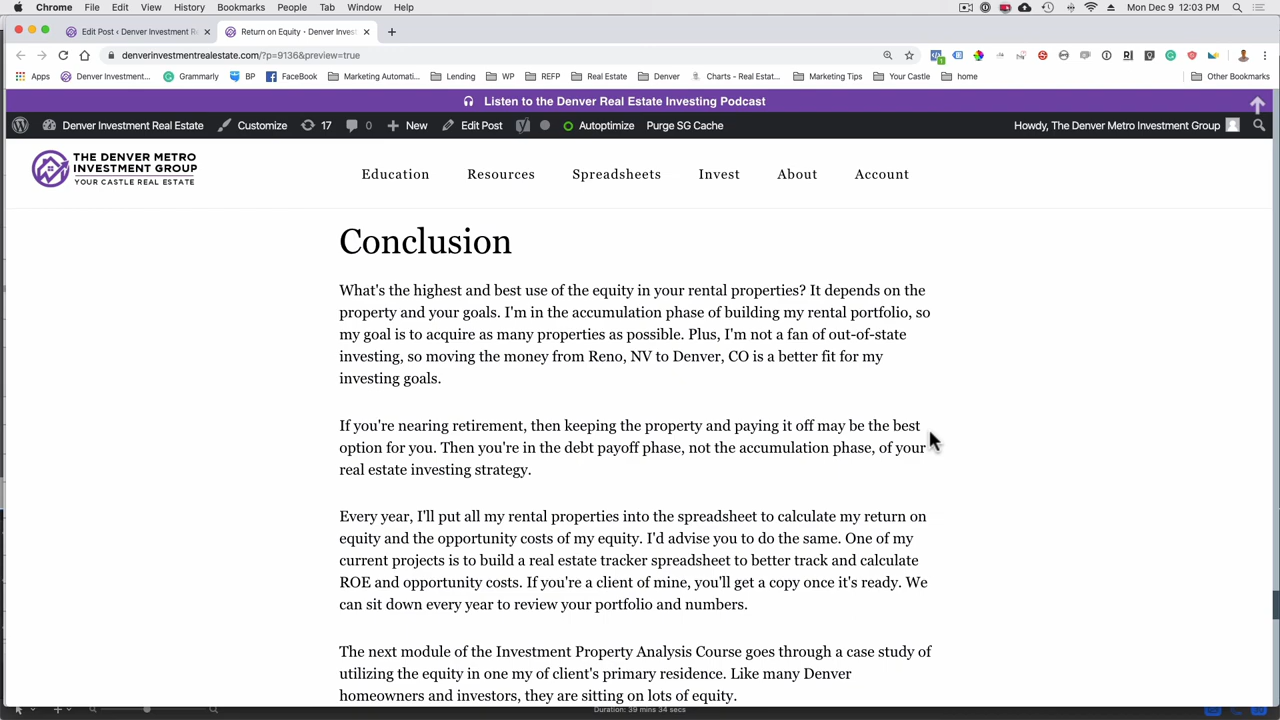 Chrome File Edit View History Bookmarks People Tab Window Help Mon Dec 9 12:03 PM
Edit Post ‹ Denver Investment R Return on Equity - Denver Inves
denverinvestmentrealestate.com/?p=9136&preview=true
Apps Denver Investment... Grammarly BP FaceBook Marketing Automati... Lending WP REFP Real Estate Denver Charts - Real Estat... Marketing Tips Your Castle home Other Bookmarks
Listen to the Denver Real Estate Investing Podcast
Denver Investment Real Estate Customize 17 0 New Edit Post Autoptimize Purge SG Cache Howdy, The Denver Metro Investment Group
THE DENVER METRO
INVESTMENT GROUP
YOUR CASTLE REAL ESTATE
Education Resources Spreadsheets Invest About Account
Conclusion
What's the highest and best use of the equity in your rental properties? It depends on the
property and your goals. I'm in the accumulation phase of building my rental portfolio, so
my goal is to acquire as many properties as possible. Plus, I'm not a fan of out-of-state
investing, so moving the money from Reno, NV to Denver, CO is a better fit for my
investing goals.
If you're nearing retirement, then keeping the property and paying it off may be the best
option for you. Then you're in the debt payoff phase, not the accumulation phase, of your
real estate investing strategy.
Every year, I'll put all my rental properties into the spreadsheet to calculate my return on
equity and the opportunity costs of my equity. I'd advise you to do the same. One of my
current projects is to build a real estate tracker spreadsheet to better track and calculate
ROE and opportunity costs. If you're a client of mine, you'll get a copy once it's ready. We
can sit down every year to review your portfolio and numbers.
The next module of the Investment Property Analysis Course goes through a case study of
utilizing the equity in one my of client's primary residence. Like many Denver
homeowners and investors, they are sitting on lots of equity.
Duration: 39 mins 34 secs